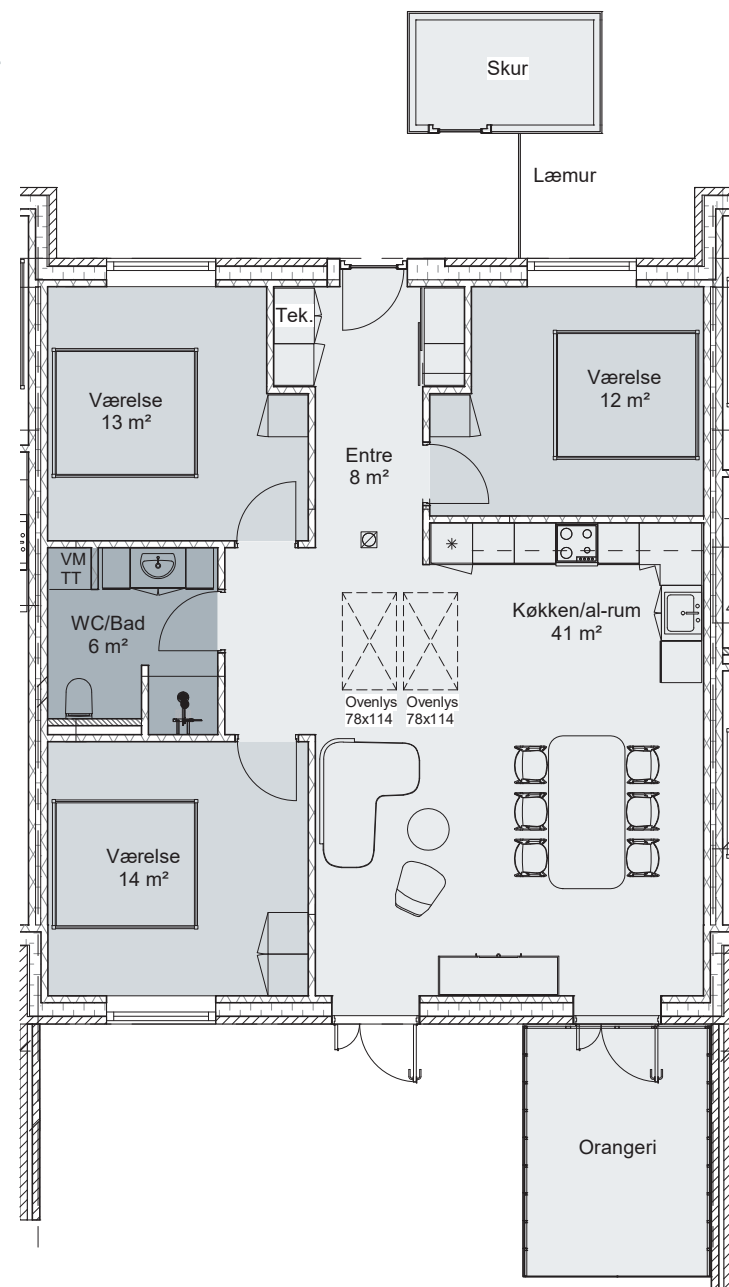 Skur
Læmur
Tek.
Værelse
13 m²
Værelse
12 m²
Entre
8 m²
VM
TT
WC/Bad
6 m²
Køkken/al-rum
41 m²
Ovenlys
78x114
Ovenlys
78x114
Værelse
14 m²
Orangeri